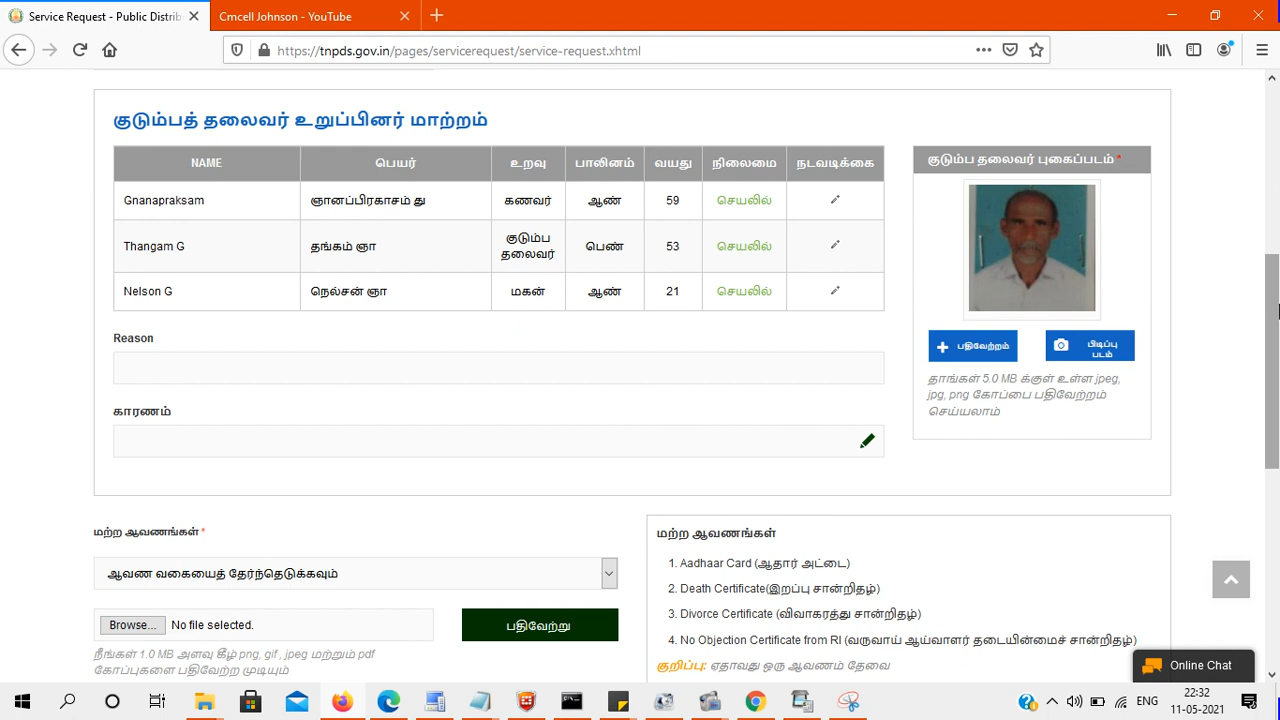 Service Request - Public Distrib
Cmcell Johnson - YouTube
https://tnpds.gov.in/pages/servicerequest/service-request.xhtml
குடும்பத் தலைவர் உறுப்பினர் மாற்றம்
NAME பெயர் உறவு பாலினம் வயது நிலைமை நடவடிக்கை
Gnanapraksam ஞானப்பிரகாசம் து கணவர் ஆண் 59 செயலில்
Thangam G தங்கம் ஞா குடும்ப தலைவர் பெண் 53 செயலில்
Nelson G நெல்சன் ஞா மகன் ஆண் 21 செயலில்
குடும்ப தலைவர் புகைப்படம் *
பதிவேற்றம்
பிடிப்பு
படம்
தாங்கள் 5.0 MB க்குள் உள்ள jpeg,
jpg, png கோப்பை பதிவேற்றம்
செய்யலாம்
Reason
காரணம்
மற்ற ஆவணங்கள் *
ஆவண வகையைத் தேர்ந்தெடுக்கவும்
Browse... No file selected.
பதிவேற்று
நீங்கள் 1.0 MB அளவு கீழ் png, gif , jpeg மற்றும் pdf
கோப்புகளை பதிவேற்ற முடியும்
மற்ற ஆவணங்கள்
1. Aadhaar Card (ஆதார் அட்டை)
2. Death Certificate(இறப்பு சான்றிதழ்)
3. Divorce Certificate (விவாகரத்து சான்றிதழ்)
4. No Objection Certificate from RI (வருவாய் ஆய்வாளர் தடையின்மைச் சான்றிதழ்)
குறிப்பு: ஏதாவது ஒரு ஆவணம் தேவை
Online Chat
ENG
22:32
11-05-2021